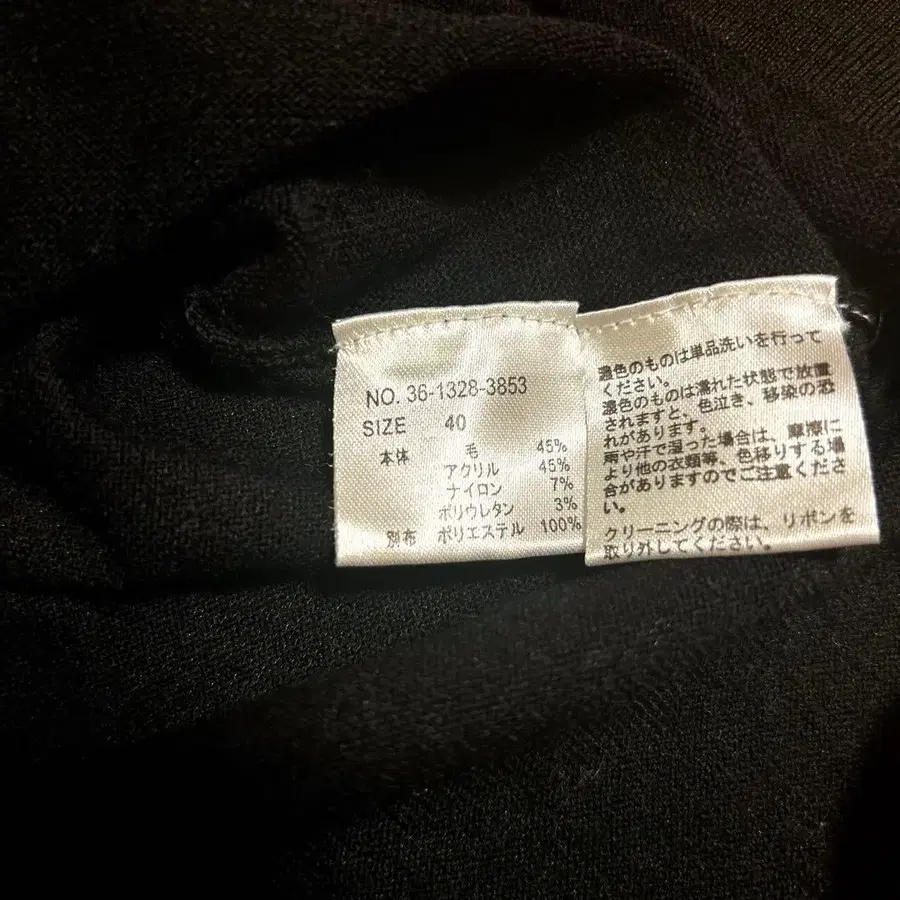 NO. 36-1328-3853
SIZE 40
本体 毛 45%
アクリル 45%
ナイロン 7%
ポリウレタン 3%
別布 ポリエステル 100%
濃色のものは単品洗いを行って
ください。
濃色のものは濡れた状態で放置
されますと、色泣き、移染の恐
れがあります。
雨や汗で湿った場合は、摩擦に
より他の衣類等、色移りする場
合がありますのでご注意くださ
い。
クリーニングの際は、リボンを
取り外してください。